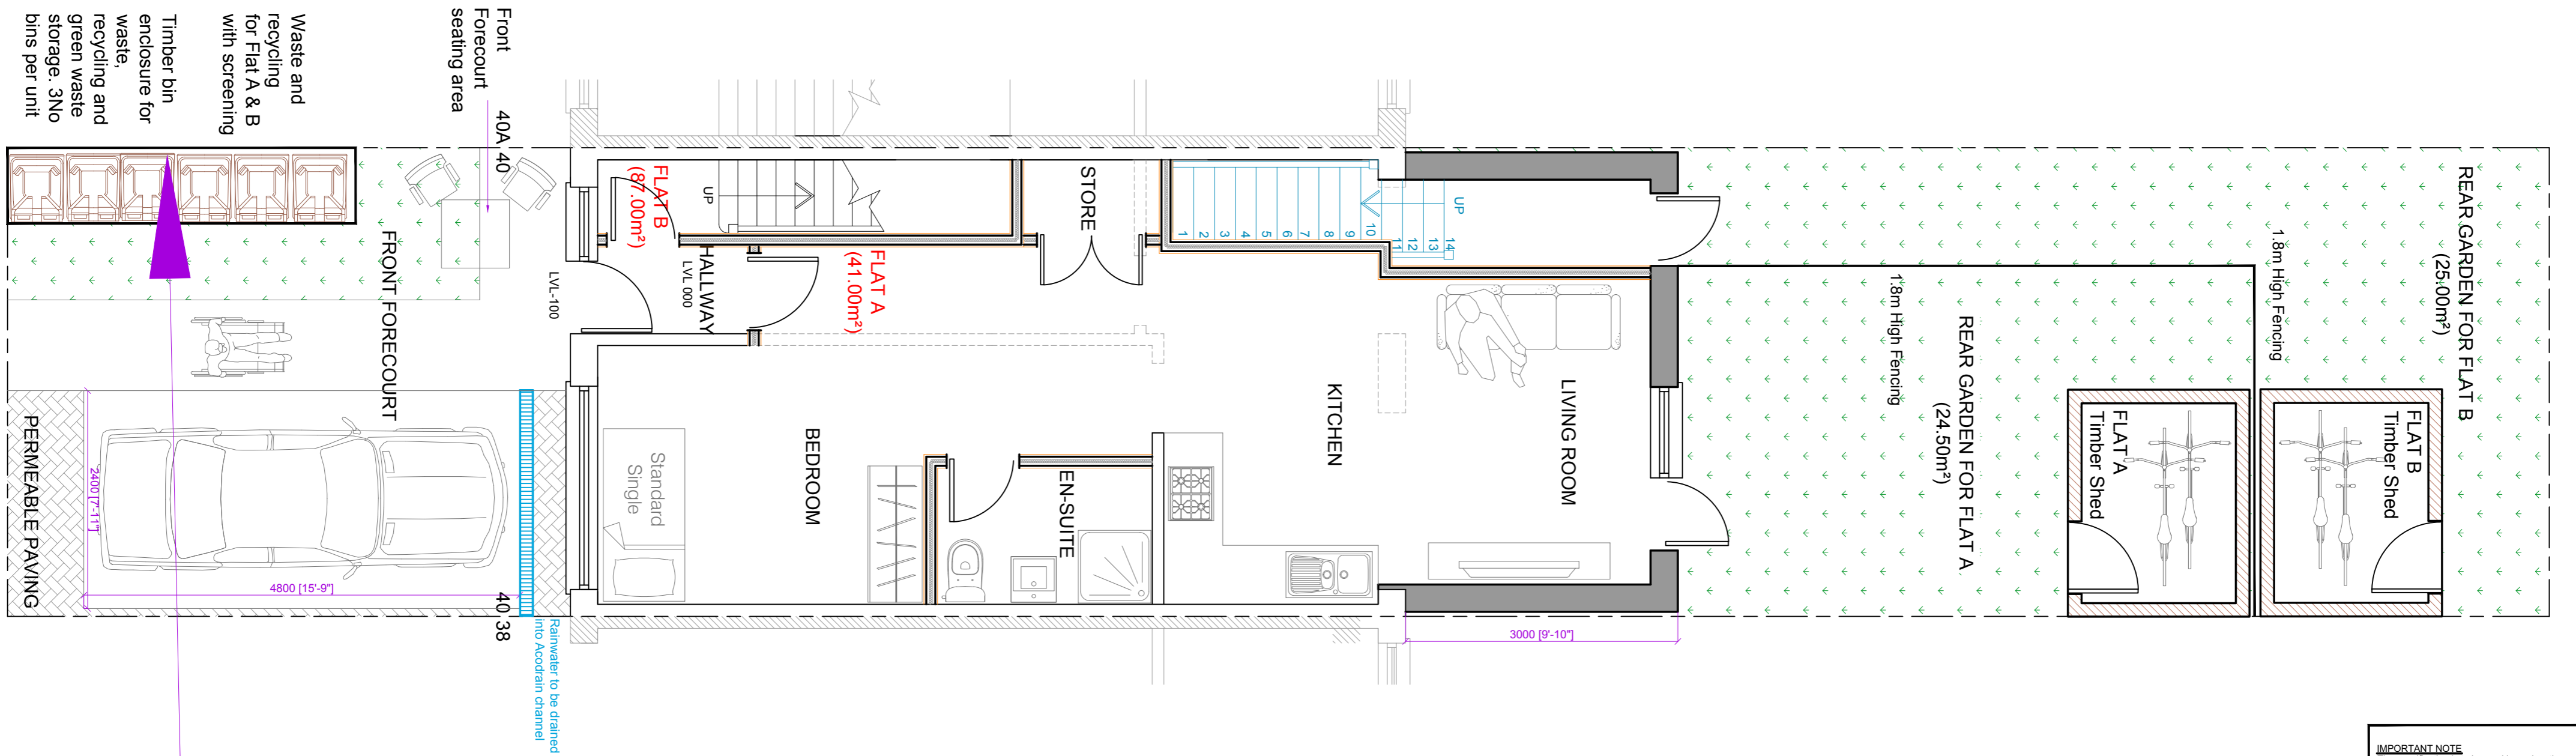 Front
Forecourt
seating area
Waste and
recycling
for Flat A & B
with screening
Timber bin
enclosure for
waste,
recycling and
green waste
storage. 3No
bins per unit
40A 40
FRONT FORECOURT
PERMEABLE PAVING
2400 [7'-11"]
4800 [15'-9"]
40 38
Rainwater to be drained
into Acodrain channel
LVL-100
FLAT B
(87.00m²)
UP
HALLWAY
LVL 000
FLAT A
(41.00m²)
BEDROOM
Standard
Single
EN-SUITE
STORE
1
2
3
4
5
6
7
8
9
10
11
12
13
14
UP
KITCHEN
LIVING ROOM
3000 [9'-10"]
REAR GARDEN FOR FLAT B
(25.00m²)
1.8m High Fencing
1.8m High Fencing
REAR GARDEN FOR FLAT A
(24.50m²)
FLAT A
Timber Shed
FLAT B
Timber Shed
IMPORTANT NOTE